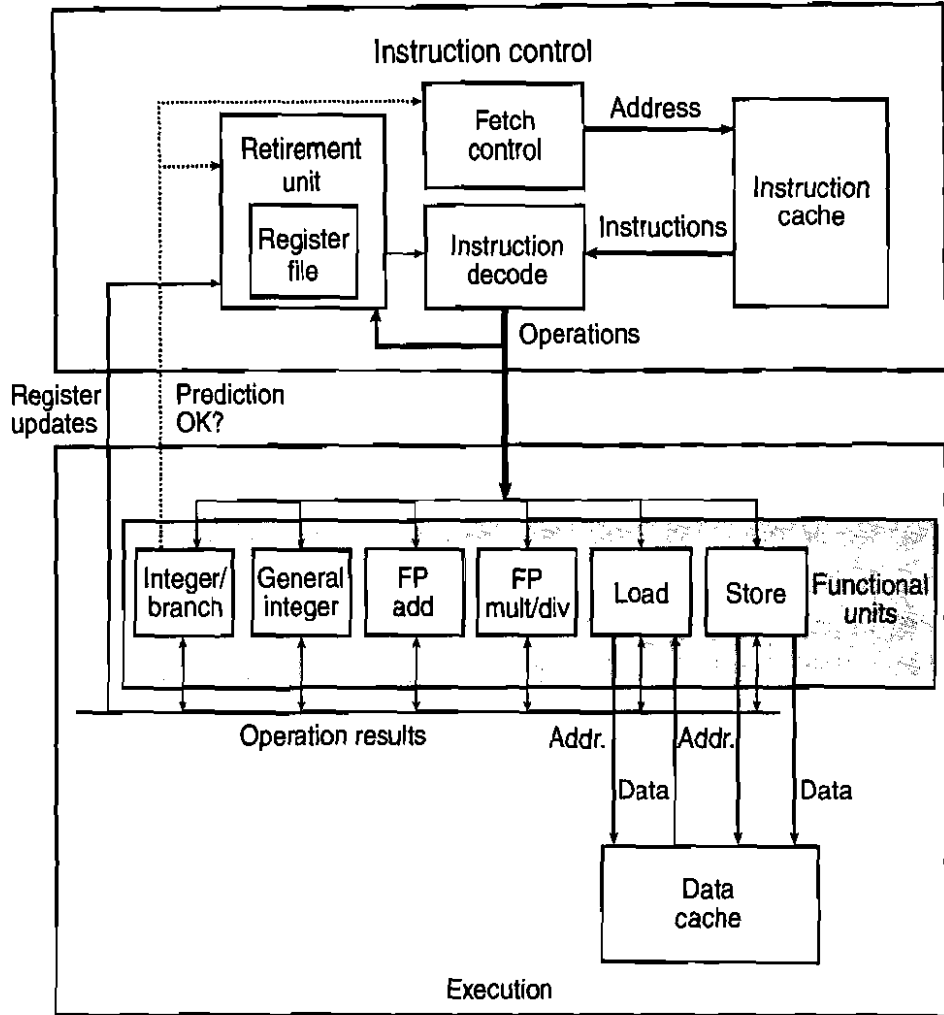 Instruction control
Fetch
control
Address
Retirement
unit
Instruction
cache
Register
file
Instruction
decode
Instructions
Operations
Register
updates
Prediction
OK?
Integer/
branch
General
integer
FP
add
FP
mult/div
Load
Store
Functional
units
Operation results
Addr.
Addr.
Data
Data
Data
cache
Execution